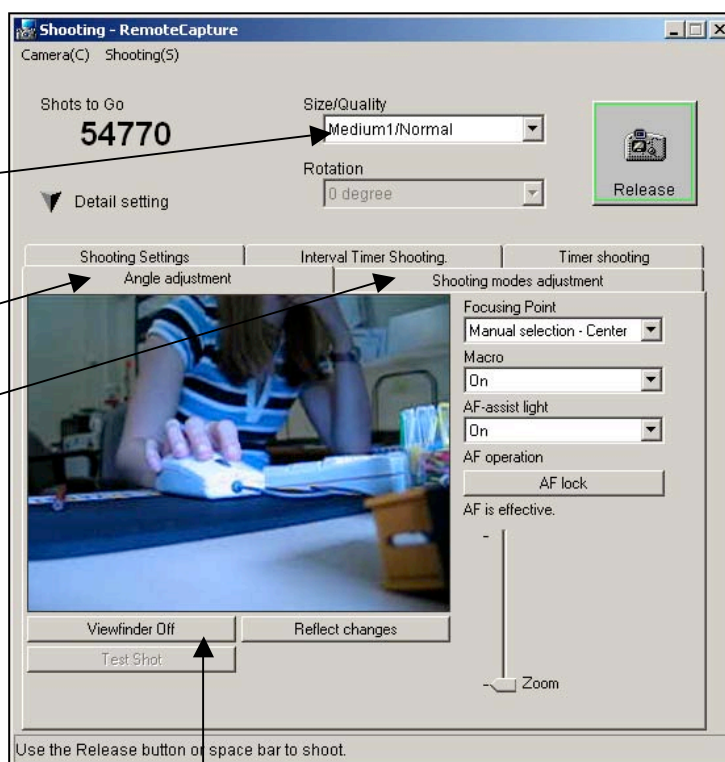 Shooting - RemoteCapture
Camera(C) Shooting(S)
Shots to Go
54770
Size/Quality
Medium1/Normal
Rotation
0 degree
Release
Detail setting
Shooting Settings
Interval Timer Shooting.
Timer shooting
Angle adjustment
Shooting modes adjustment
Focusing Point
Manual selection - Center
Macro
On
AF-assist light
On
AF operation
AF lock
AF is effective.
Zoom
Viewfinder Off
Reflect changes
Test Shot
Use the Release button or space bar to shoot.